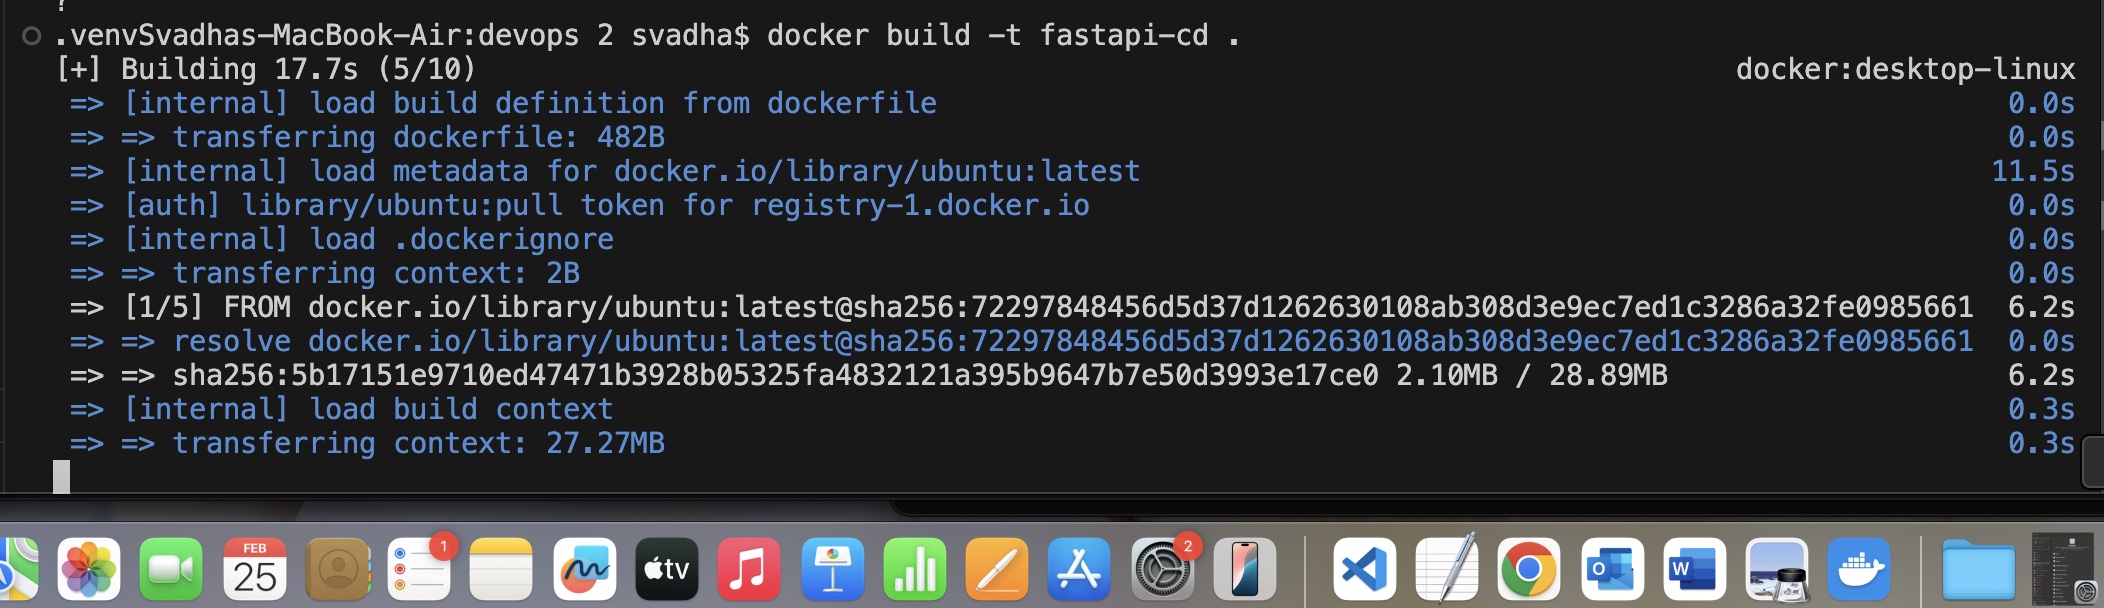 ?
.venvSvadhas-MacBook-Air:devops 2 svadha$ docker build -t fastapi-cd .
[+] Building 17.7s (5/10) docker:desktop-linux
=> [internal] load build definition from dockerfile 0.0s
=> => transferring dockerfile: 482B 0.0s
=> [internal] load metadata for docker.io/library/ubuntu:latest 11.5s
=> [auth] library/ubuntu:pull token for registry-1.docker.io 0.0s
=> [internal] load .dockerignore 0.0s
=> => transferring context: 2B 0.0s
=> [1/5] FROM docker.io/library/ubuntu:latest@sha256:72297848456d5d37d1262630108ab308d3e9ec7ed1c3286a32fe0985661 6.2s
=> => resolve docker.io/library/ubuntu:latest@sha256:72297848456d5d37d1262630108ab308d3e9ec7ed1c3286a32fe0985661 0.0s
=> => sha256:5b17151e9710ed47471b3928b05325fa4832121a395b9647b7e50d3993e17ce0 2.10MB / 28.89MB 6.2s
=> [internal] load build context 0.3s
=> => transferring context: 27.27MB 0.3s
FEB
25
1
tv
2
O
W